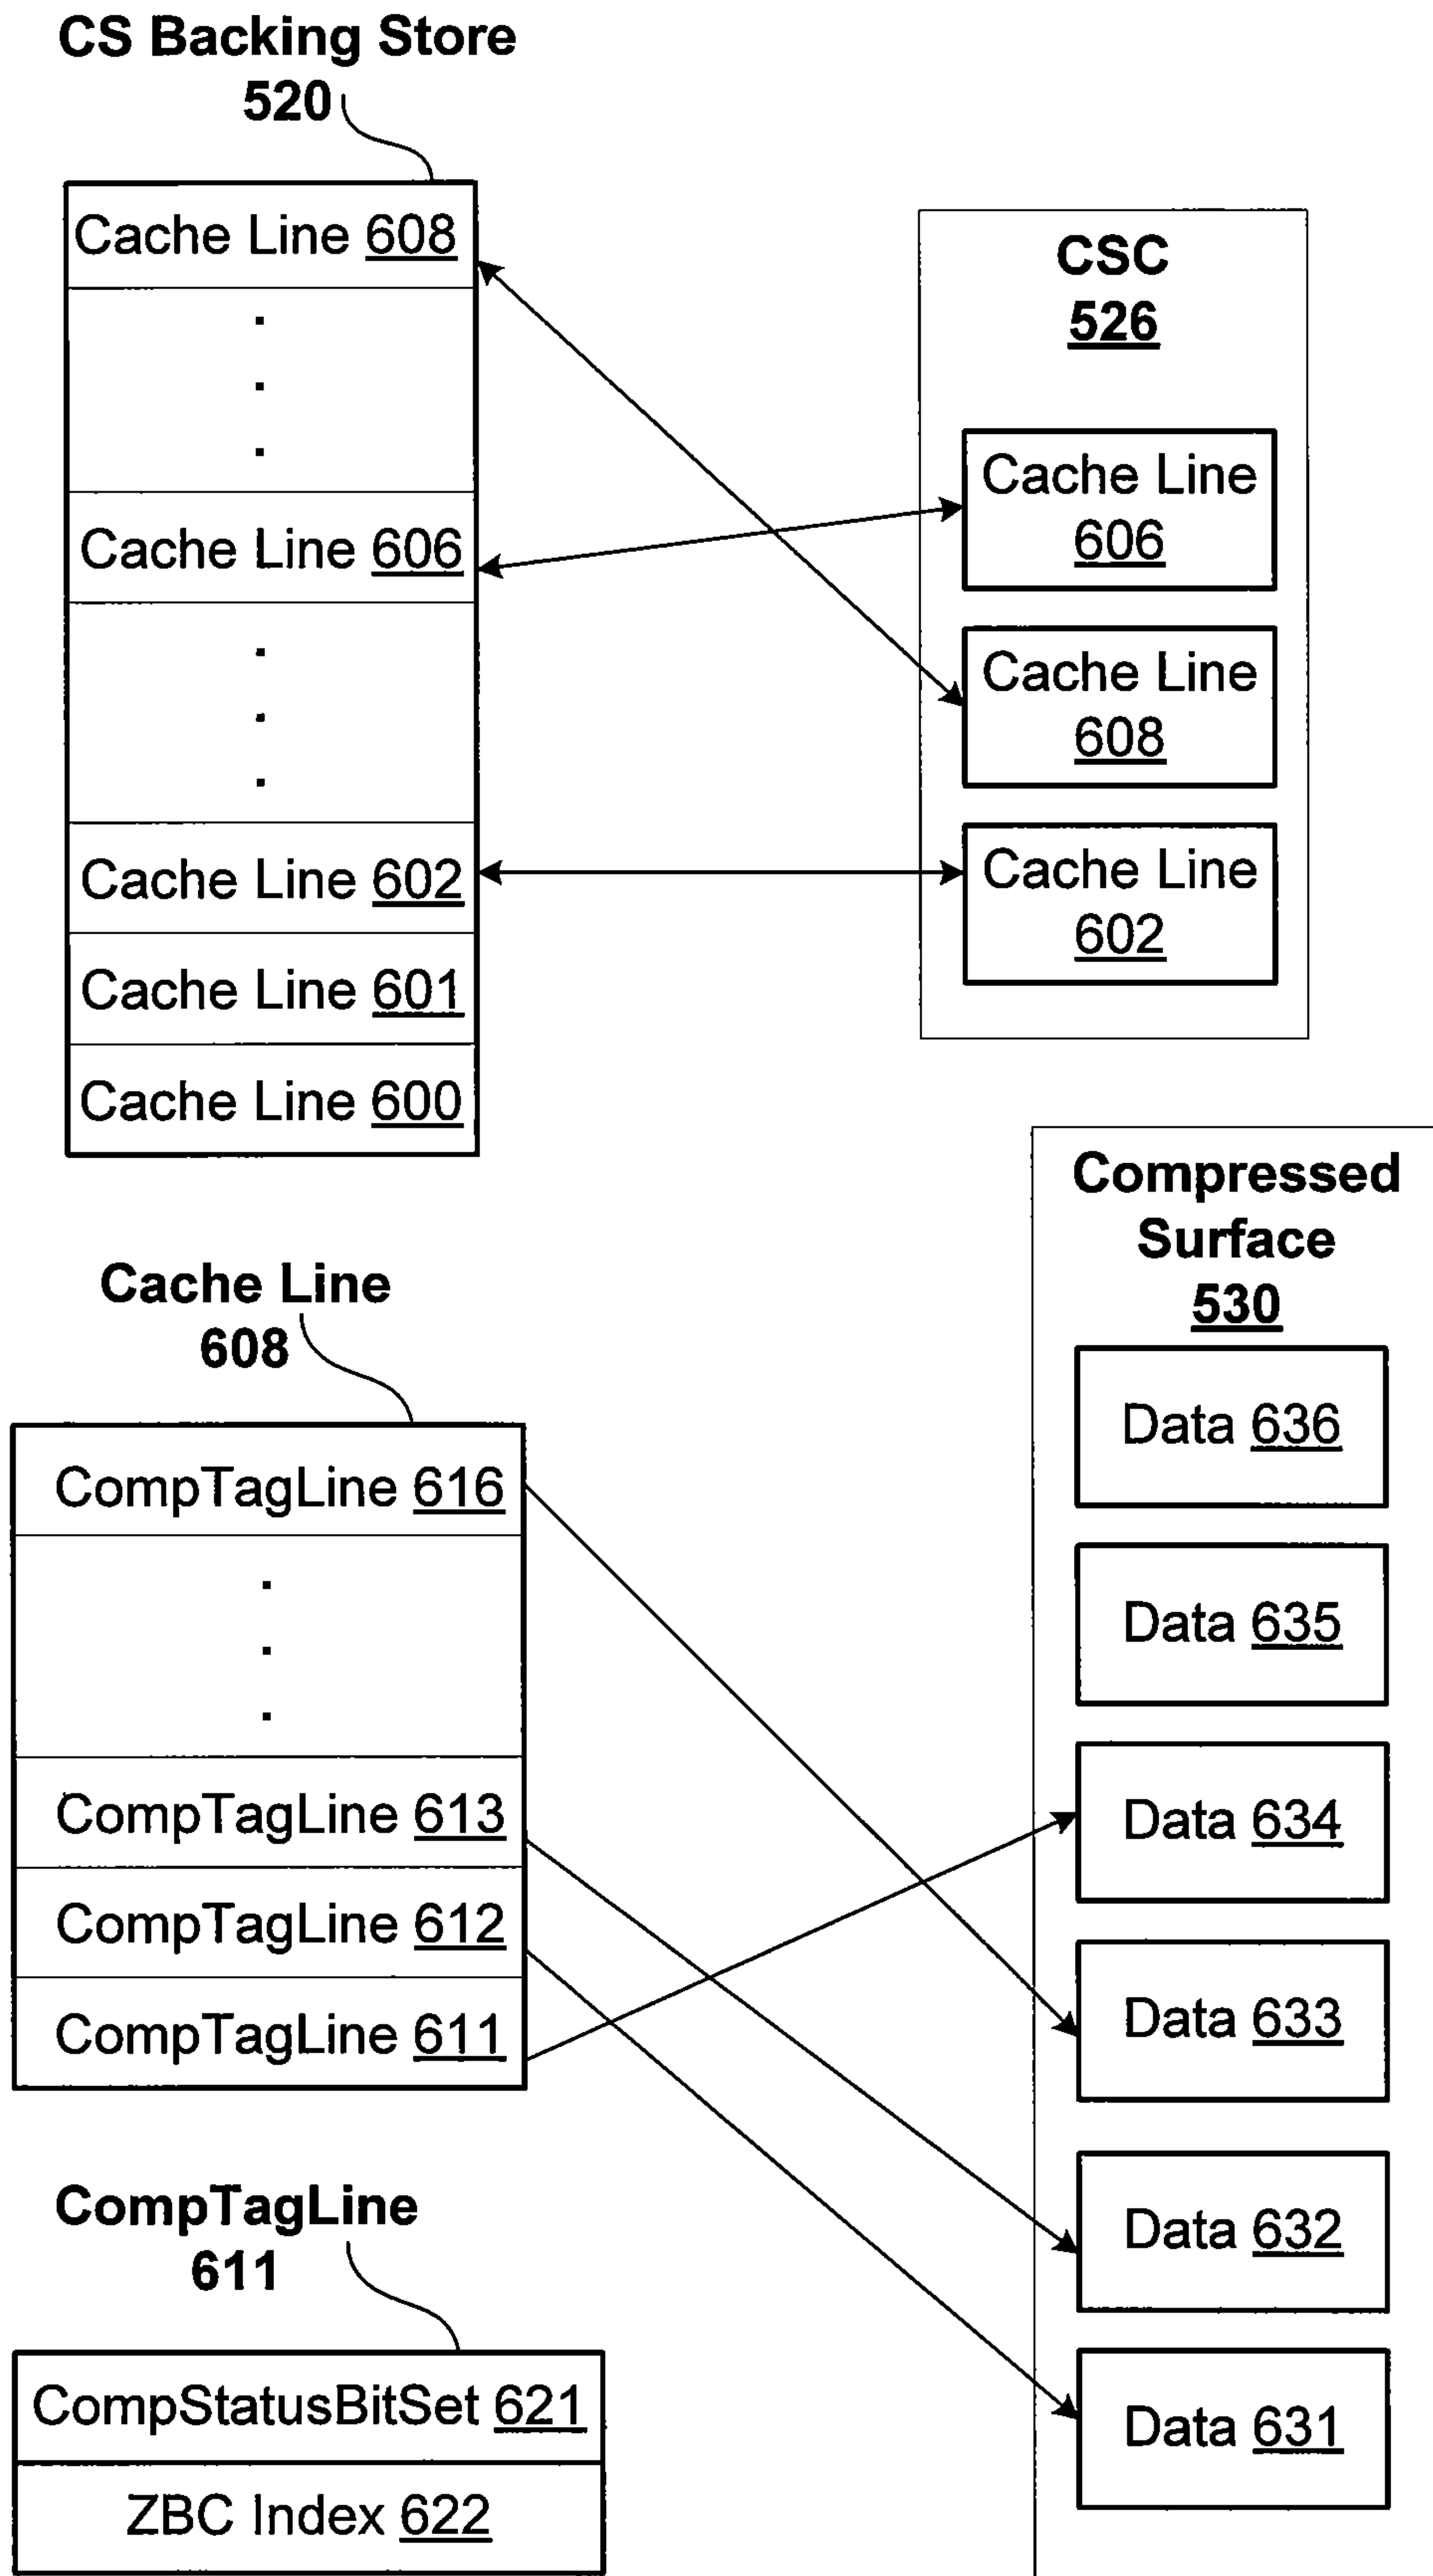 CS Backing Store
520
Cache Line 608
Cache Line 606
Cache Line 602
Cache Line 601
Cache Line 600
CSC
526
Cache Line
606
Cache Line
608
Cache Line
602
Cache Line
608
CompTagLine 616
CompTagLine 613
CompTagLine 612
CompTagLine 611
Compressed
Surface
530
Data 636
Data 635
Data 634
Data 633
Data 632
Data 631
CompTagLine
611
CompStatusBitSet 621
ZBC Index 622